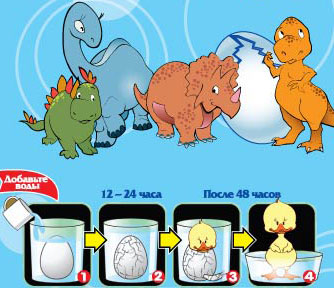 Добавьте
воды
12 – 24 часа
После 48 часов
1
2
3
4